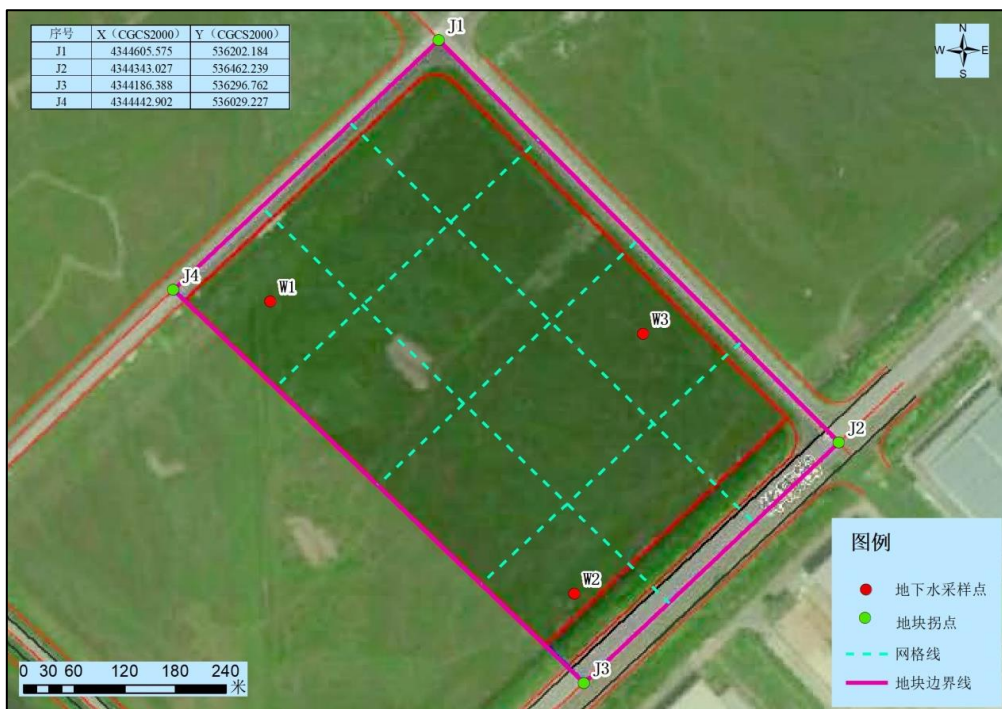 序号 X（CGCS2000） Y（CGCS2000）
J1 4344605.575 536202.184
J2 4344343.027 536462.239
J3 4344186.388 536296.762
J4 4344442.902 536029.227
N
W E
S
J1
J4
W1
W3
J2
W2
J3
图例
地下水采样点
地块拐点
网格线
地块边界线
0 30 60 120 180 240
米